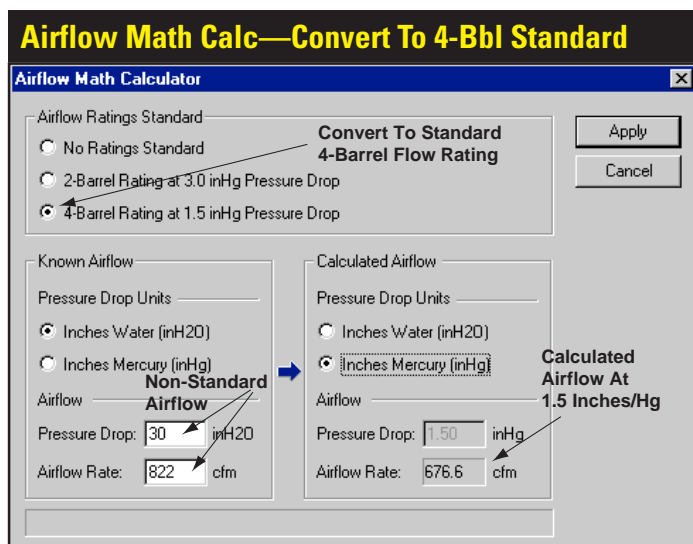 Airflow Math Calc—Convert To 4-Bbl Standard
Airflow Math Calculator
Airflow Ratings Standard
No Ratings Standard
2-Barrel Rating at 3.0 inHg Pressure Drop
4-Barrel Rating at 1.5 inHg Pressure Drop
Convert To Standard
4-Barrel Flow Rating
Apply
Cancel
Known Airflow
Pressure Drop Units
Inches Water (inH2O)
Inches Mercury (inHg)
Non-Standard
Airflow
Airflow
Pressure Drop: 30 inH2O
Airflow Rate: 822 cfm
Calculated Airflow
Pressure Drop Units
Inches Water (inH2O)
Inches Mercury (inHg)
Airflow
Pressure Drop: 1.50 inHg
Airflow Rate: 676.6 cfm
Calculated
Airflow At
1.5 Inches/Hg